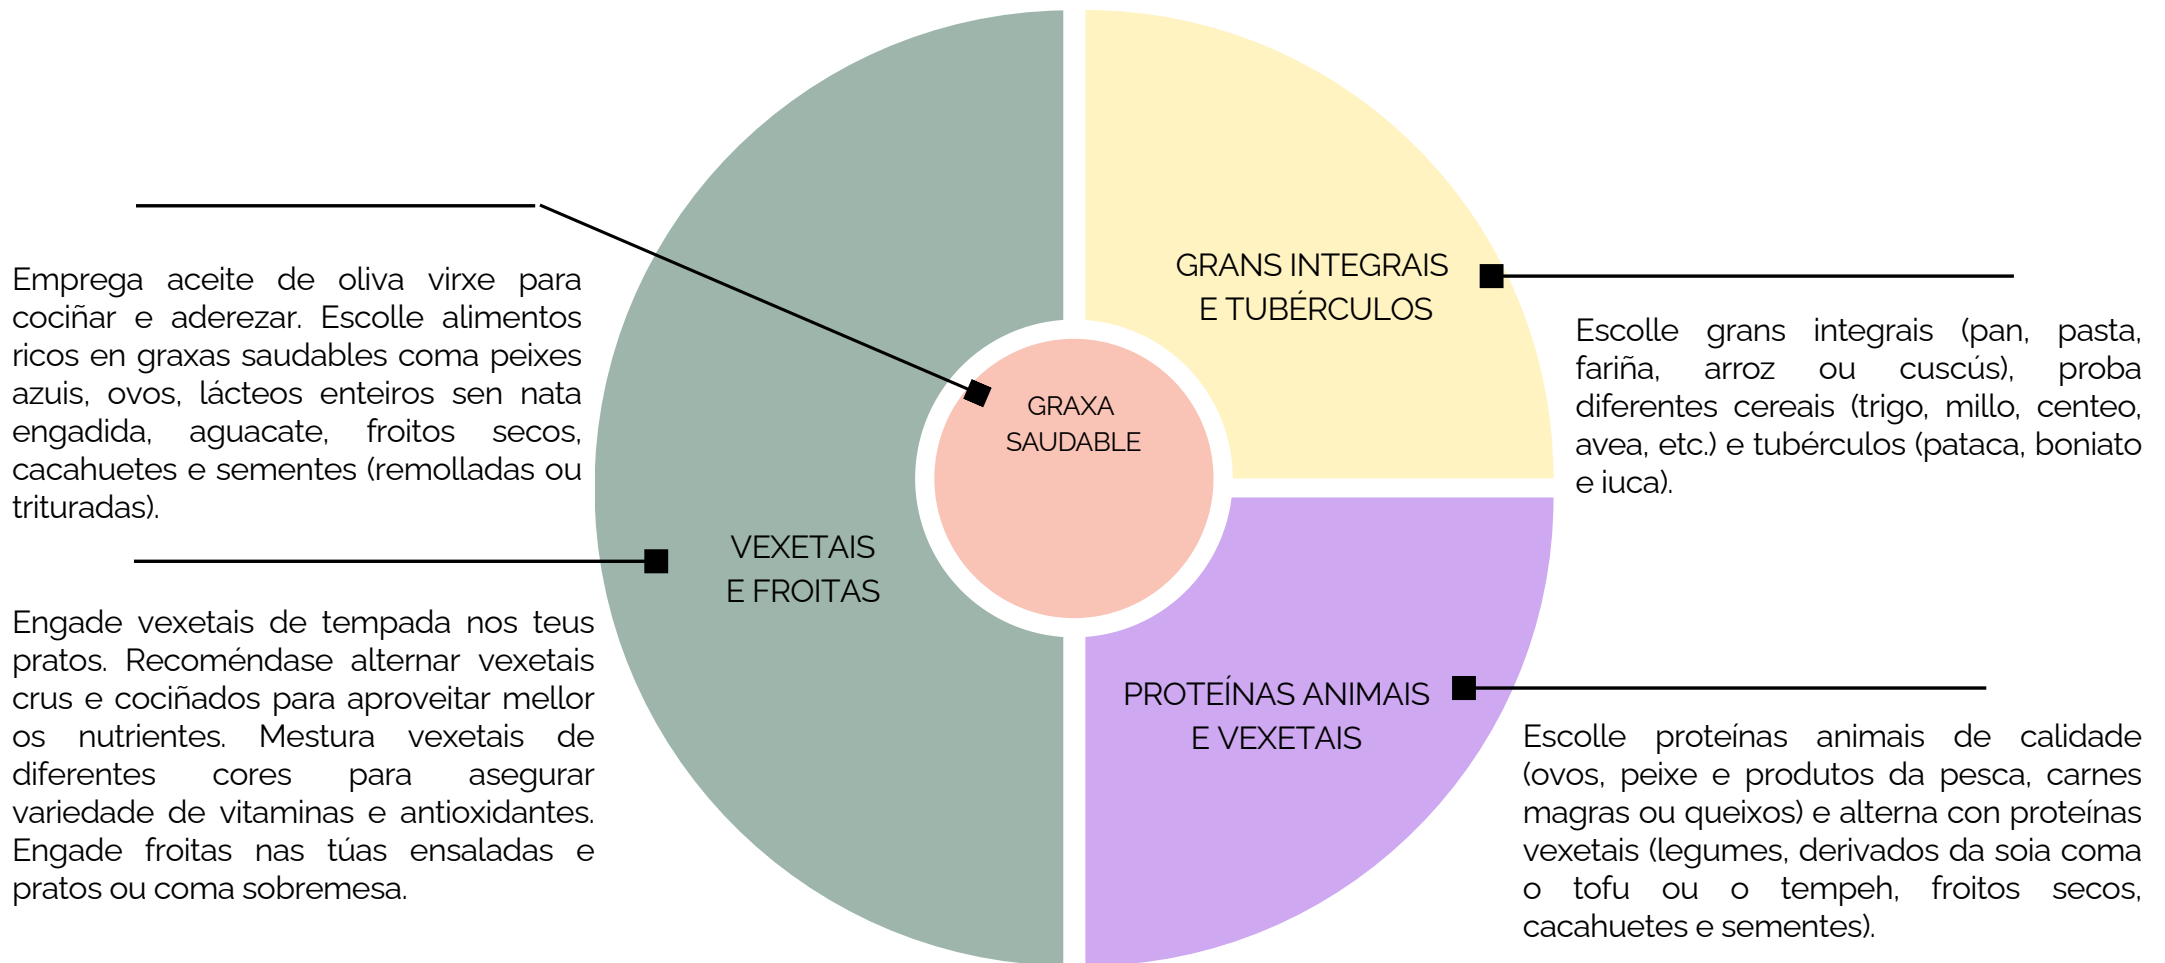 Emprega aceite de oliva virxe para
cociñar e aderezar. Escolle alimentos
ricos en graxas saudables coma peixes
azuis, ovos, lácteos enteiros sen nata
engadida, aguacate, froitos secos,
cacahuetes e sementes (remolladas ou
trituradas).
Engade vexetais de tempada nos teus
pratos. Recoméndase alternar vexetais
crus e cociñados para aproveitar mellor
os nutrientes. Mestura vexetais de
diferentes cores para asegurar
variedade de vitaminas e antioxidantes.
Engade froitas nas túas ensaladas e
pratos ou coma sobremesa.
VEXETAIS
E FROITAS
GRAXA
SAUDABLE
GRANS INTEGRAIS
E TUBÉRCULOS
PROTEÍNAS ANIMAIS
E VEXETAIS
Escolle grans integrais (pan, pasta,
fariña, arroz ou cuscús), proba
diferentes cereais (trigo, millo, centeo,
avea, etc.) e tubérculos (pataca, boniato
e iuca).
Escolle proteínas animais de calidade
(ovos, peixe e produtos da pesca, carnes
magras ou queixos) e alterna con proteínas
vexetais (legumes, derivados da soia coma
o tofu ou o tempeh, froitos secos,
cacahuetes e sementes).